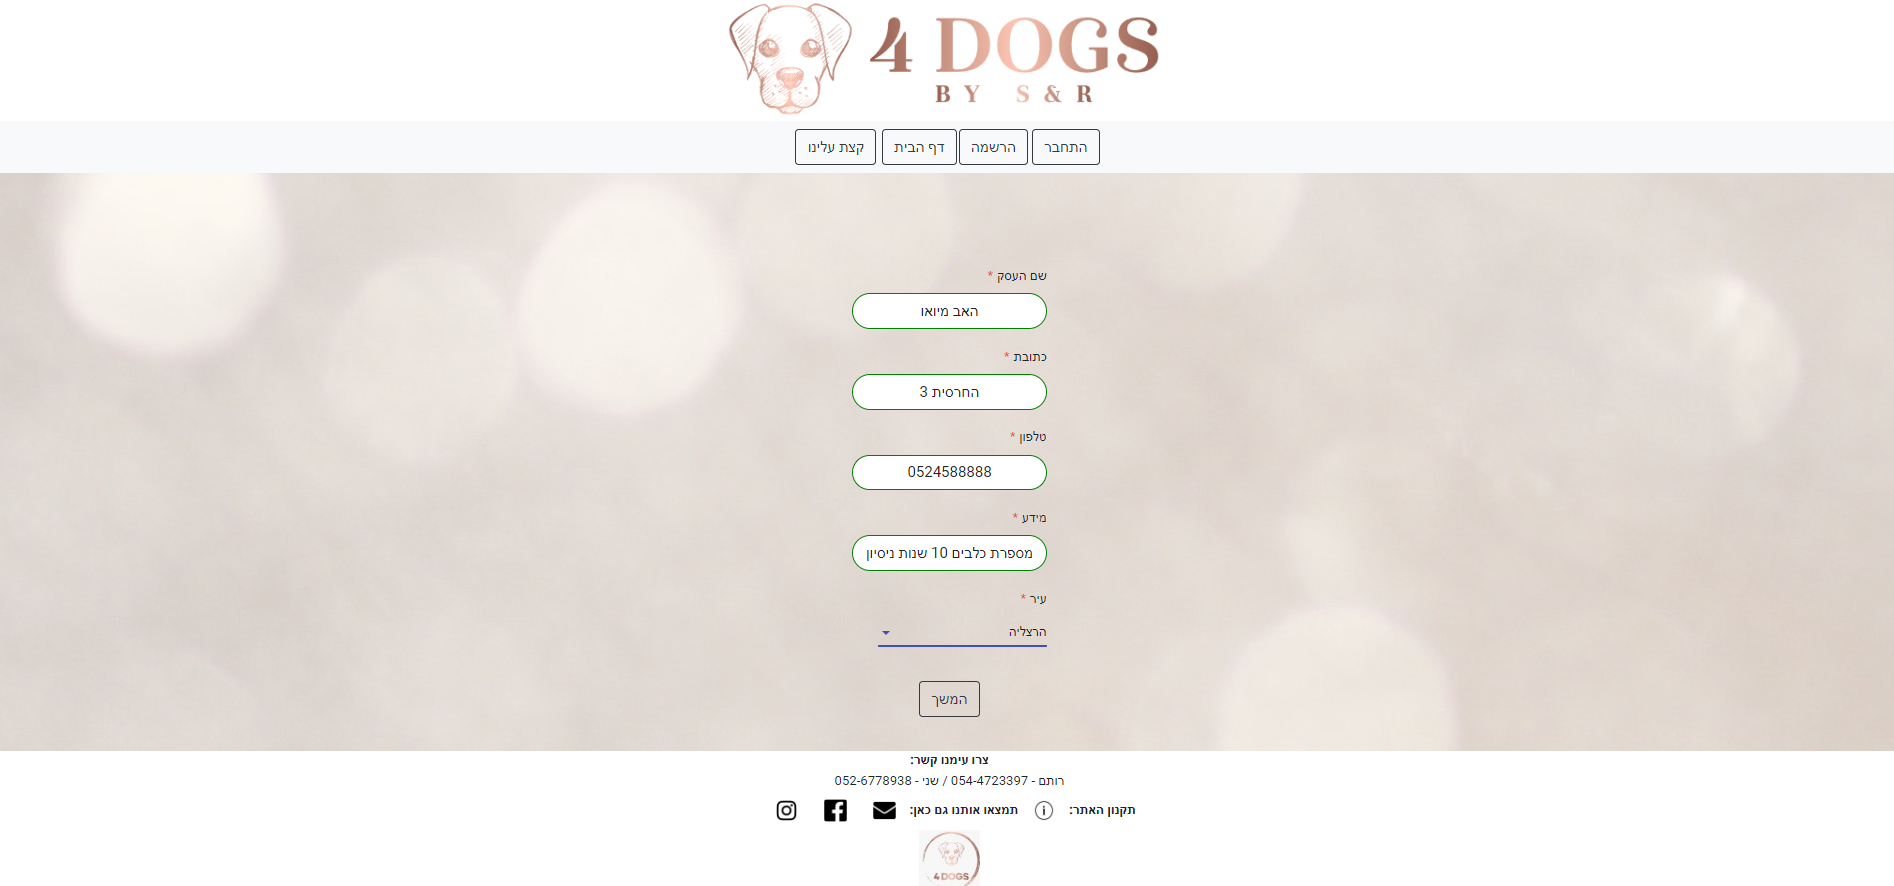 4 DOGS
BY S & R
התחבר הרשמה דף הבית קצת עלינו
שם העסק *
האב מיואו
כתובת *
החרסית 3
טלפון *
0524588888
מידע *
מספרת כלבים 10 שנות ניסיון
עיר *
הרצליה
המשך
צרו עימנו קשר:
רותם - 054-4723397 / שני - 052-6778938
תקנון האתר: תמצאו אותנו גם כאן:
4 DOGS